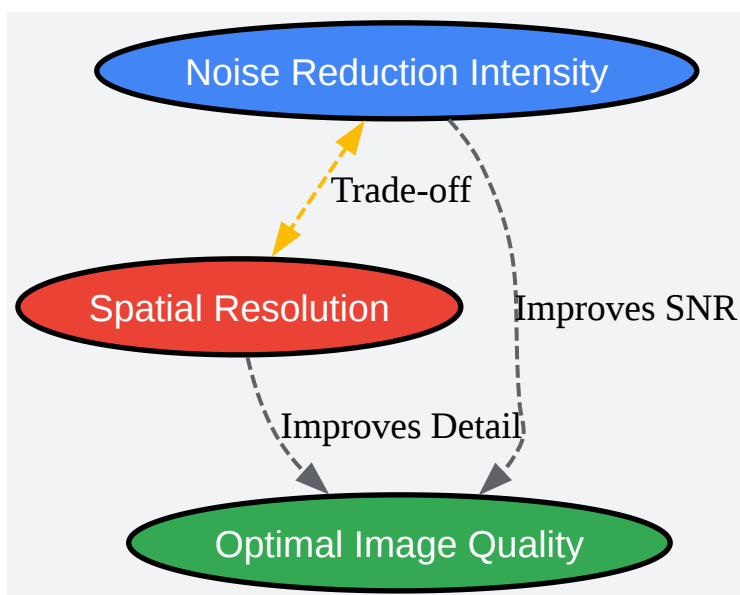 Noise Reduction Intensity
Trade-off
Spatial Resolution
Improves SNR
Improves Detail
Optimal Image Quality